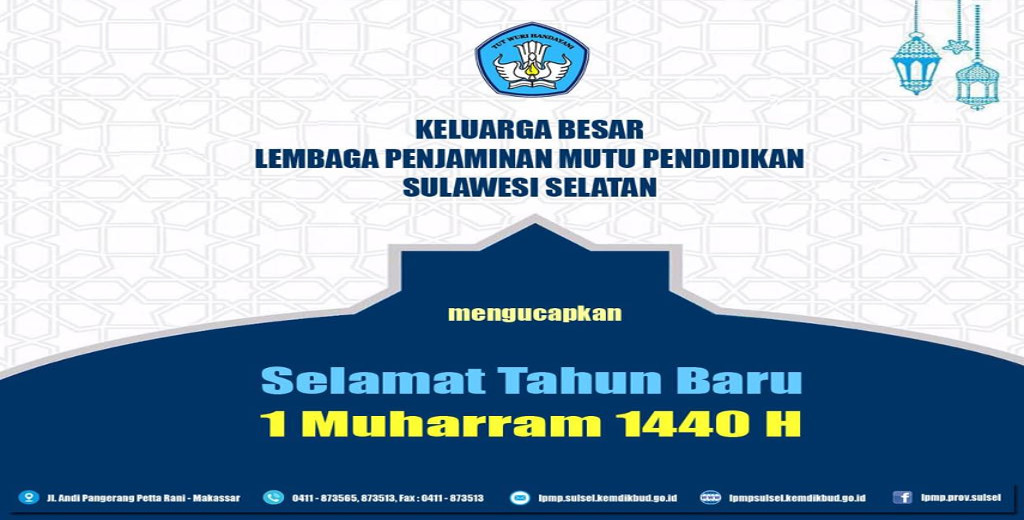 TUT WURI HANDAYANI
KELUARGA BESAR
LEMBAGA PENJAMINAN MUTU PENDIDIKAN
SULAWESI SELATAN
mengucapkan
Selamat Tahun Baru
1 Muharram 1440 H
Jl. Andi Pangerang Petta Rani - Makassar
0411 - 873565, 873513, Fax : 0411 - 873513
lpmp.sulsel.kemdikbud.go.id
lpmpsulsel.kemdikbud.go.id
lpmp.prov.sulsel